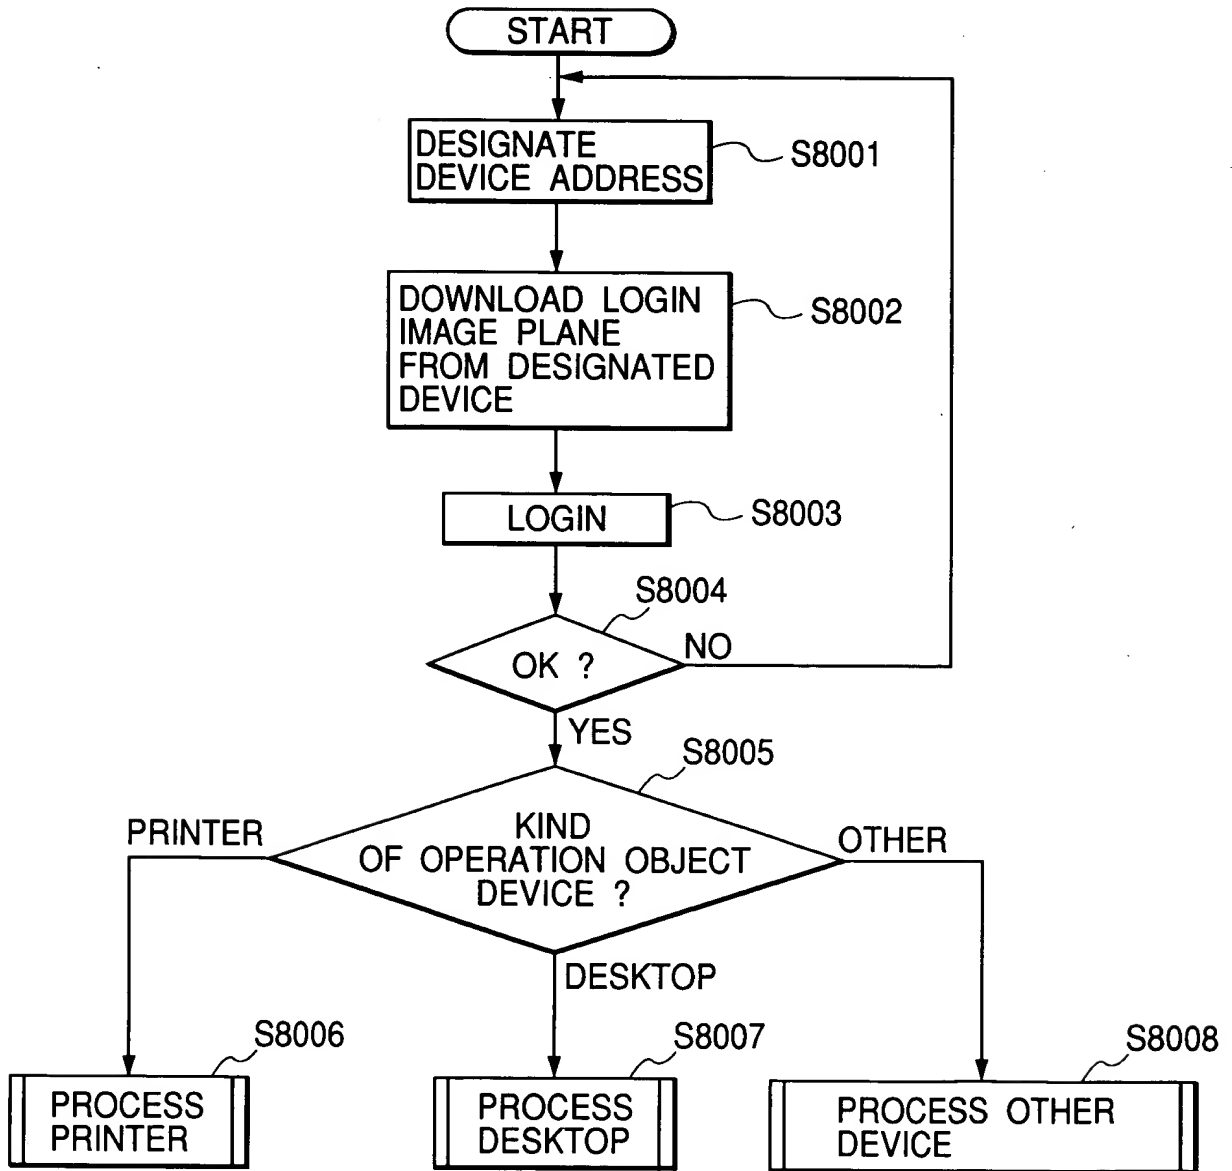 START
DESIGNATE
DEVICE ADDRESS
S8001
DOWNLOAD LOGIN
IMAGE PLANE
FROM DESIGNATED
DEVICE
S8002
LOGIN
S8003
S8004
OK ?
NO
YES
S8005
PRINTER
KIND
OF OPERATION OBJECT
DEVICE ?
OTHER
DESKTOP
S8006
PROCESS
PRINTER
S8007
PROCESS
DESKTOP
S8008
PROCESS OTHER
DEVICE